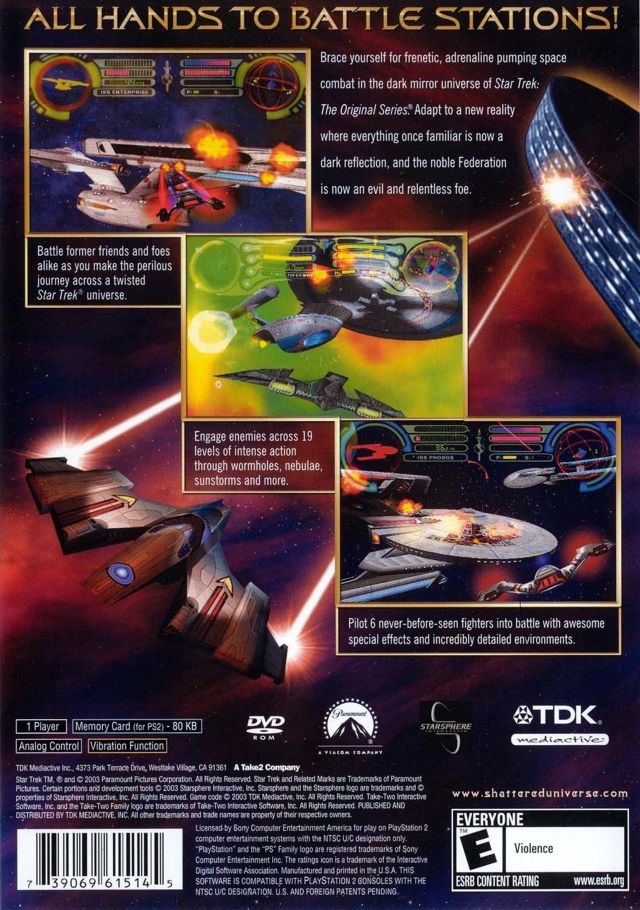 ALL HANDS TO BATTLE STATIONS!
Brace yourself for frenetic, adrenaline pumping space
combat in the dark mirror universe of Star Trek:
The Original Series.® Adapt to a new reality
where everything once familiar is now a
dark reflection, and the noble Federation
is now an evil and relentless foe.
ISS ENTERPRISE
P: S:
Battle former friends and foes
alike as you make the perilous
journey across a twisted
Star Trek® universe.
Engage enemies across 19
levels of intense action
through wormholes, nebulae,
sunstorms and more.
ISS PHOBOS
P: S:
Pilot 6 never-before-seen fighters into battle with awesome
special effects and incredibly detailed environments.
1 Player
Memory Card (for PS2) - 80 KB
Analog Control
Vibration Function
DVD
ROM
Paramount
A VIACOM COMPANY
STARSPHERE
INTERACTIVE
TDK®
mediactive™
TDK Mediactive, Inc., 4373 Park Terrace Drive, Westlake Village, CA 91361 A Take2 Company
Star Trek TM, ® and © 2003 Paramount Pictures Corporation. All Rights Reserved. Star Trek and Related Marks are Trademarks of Paramount
Pictures. Certain portions and development tools © 2003 Starsphere Interactive, Inc. Starsphere and the Starsphere logo are trademarks and ©
properties of Starsphere Interactive, Inc. All Rights Reserved. Game code © 2003 TDK Mediactive, Inc. All Rights Reserved. Take-Two Interactive
Software, Inc. and the Take-Two Family logo are trademarks of Take-Two Interactive Software, Inc. All Rights Reserved. PUBLISHED AND
DISTRIBUTED BY TDK MEDIACTIVE, INC. All other trademarks and trade names are property of their respective owners.
www.shattereduniverse.com
Licensed by Sony Computer Entertainment America for play on PlayStation 2
computer entertainment systems with the NTSC U/C designation only.
"PlayStation" and the "PS" Family logo are registered trademarks of Sony
Computer Entertainment Inc. The ratings icon is a trademark of the Interactive
Digital Software Association. Manufactured and printed in the U.S.A. THIS
SOFTWARE IS COMPATIBLE WITH PLAYSTATION 2 CONSOLES WITH THE
NTSC U/C DESIGNATION. U.S. AND FOREIGN PATENTS PENDING.
7 39069 61514 5
EVERYONE
TM
E
Violence
ESRB CONTENT RATING www.esrb.org